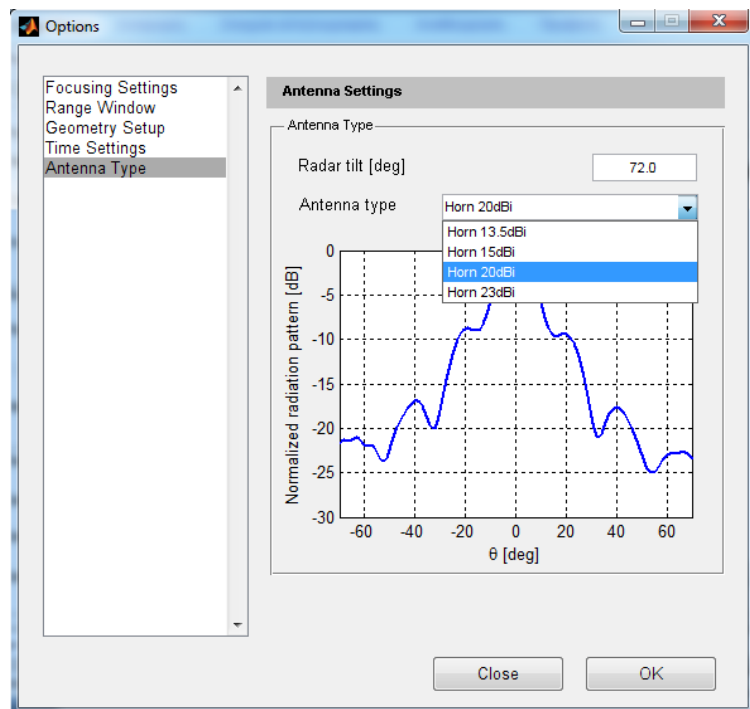 Options
Focusing Settings
Range Window
Geometry Setup
Time Settings
Antenna Type
Antenna Settings
Antenna Type
Radar tilt [deg]
72.0
Antenna type
Horn 20dBi
Horn 13.5dBi
Horn 15dBi
Horn 20dBi
Horn 23dBi
Normalized radiation pattern [dB]
0
-5
-10
-15
-20
-25
-30
-60 -40 -20 0 20 40 60
θ [deg]
Close
OK